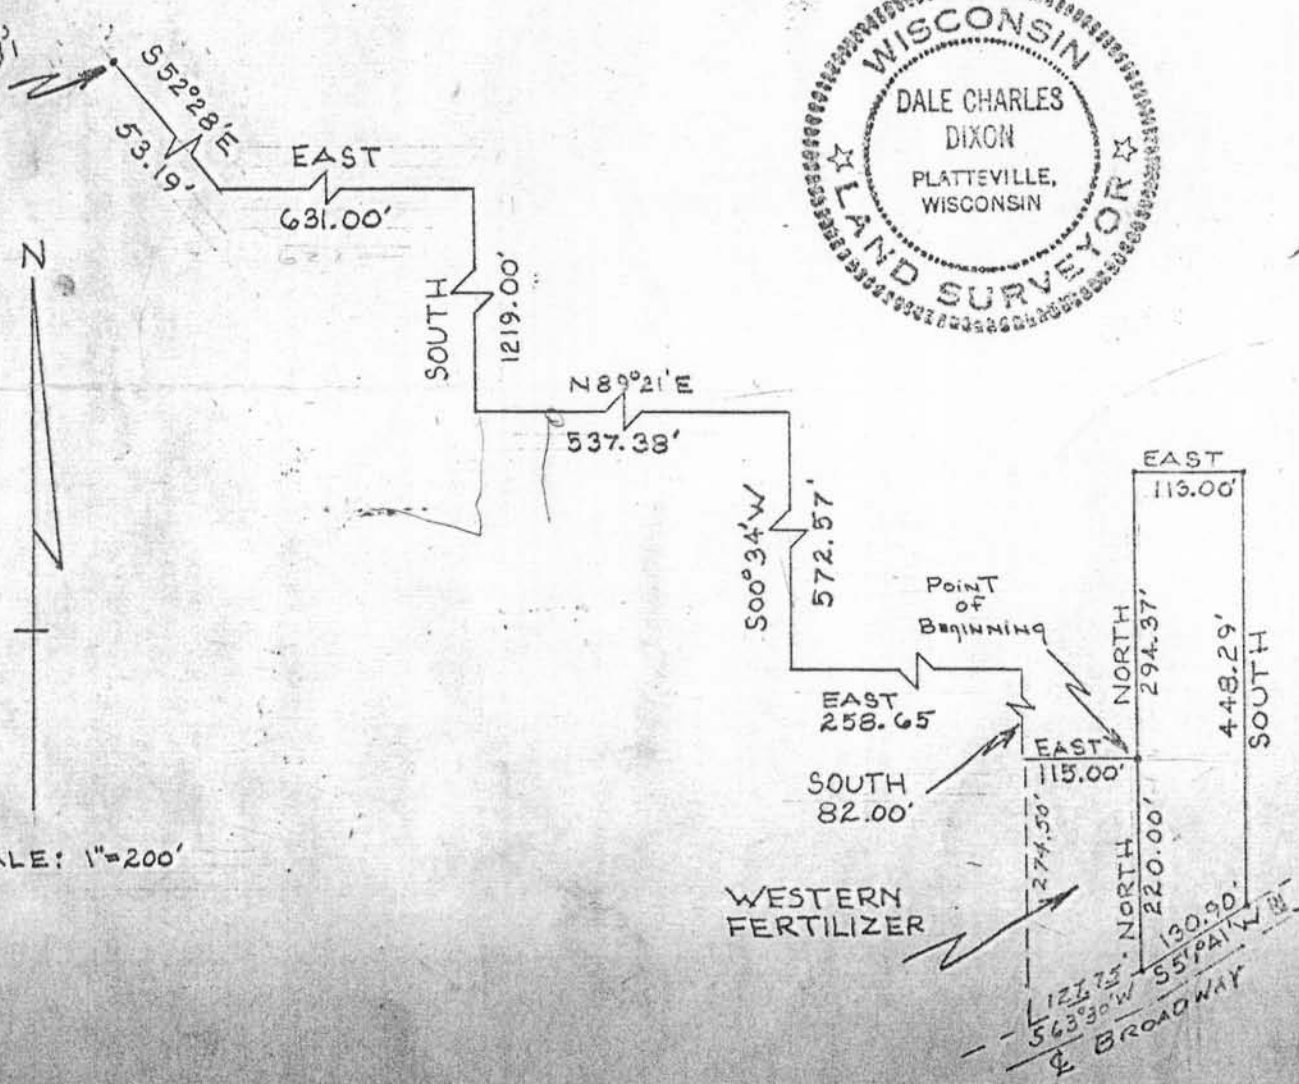 S52°28'E
53.19'
EAST
631.00'
N
SOUTH
1219.00'
N89°21'E
537.38'
S00°34'W
572.57'
EAST
258.65
SOUTH
82.00'
Point
of
Beginning
EAST
115.00'
274.50'
NORTH
294.37'
EAST
113.00'
448.29'
SOUTH
NORTH
220.00'
WESTERN
FERTILIZER
130.90
S63°30'W
℄ BROADWAY
1"=200'
WISCONSIN
DALE CHARLES
DIXON
PLATTEVILLE,
WISCONSIN
LAND SURVEYOR